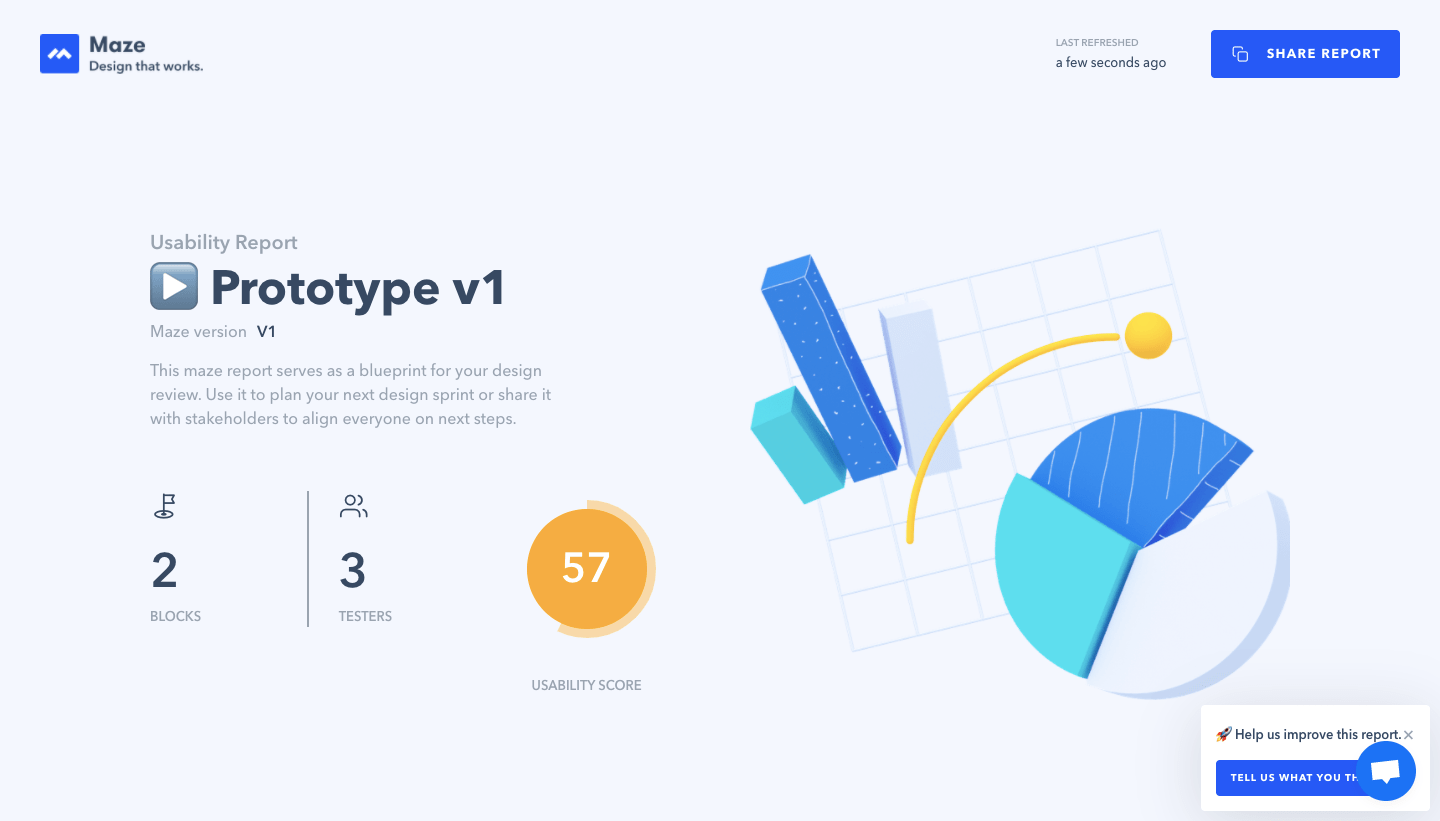 Maze
Design that works.
LAST REFRESHED
a few seconds ago
SHARE REPORT
Usability Report
Prototype v1
Maze version V1
This maze report serves as a blueprint for your design
review. Use it to plan your next design sprint or share it
with stakeholders to align everyone on next steps.
2
BLOCKS
3
TESTERS
57
USABILITY SCORE
🚀 Help us improve this report. ×
TELL US WHAT YOU